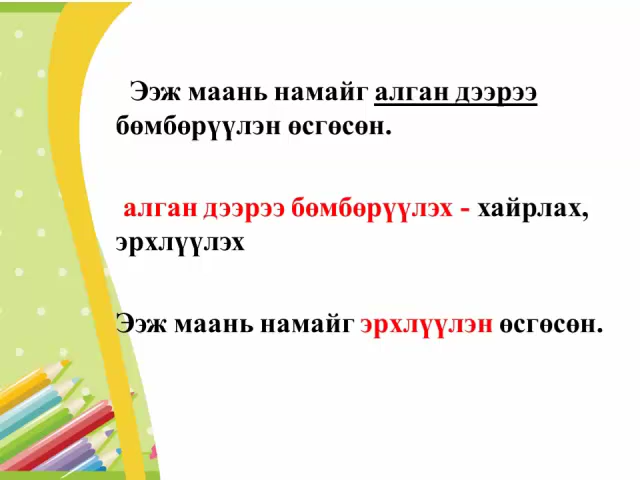 Ээж маань намайг алган дээрээ
бөмбөрүүлэн өсгөсөн.
алган дээрээ бөмбөрүүлэх - хайрлах,
эрхлүүлэх
Ээж маань намайг эрхлүүлэн өсгөсөн.